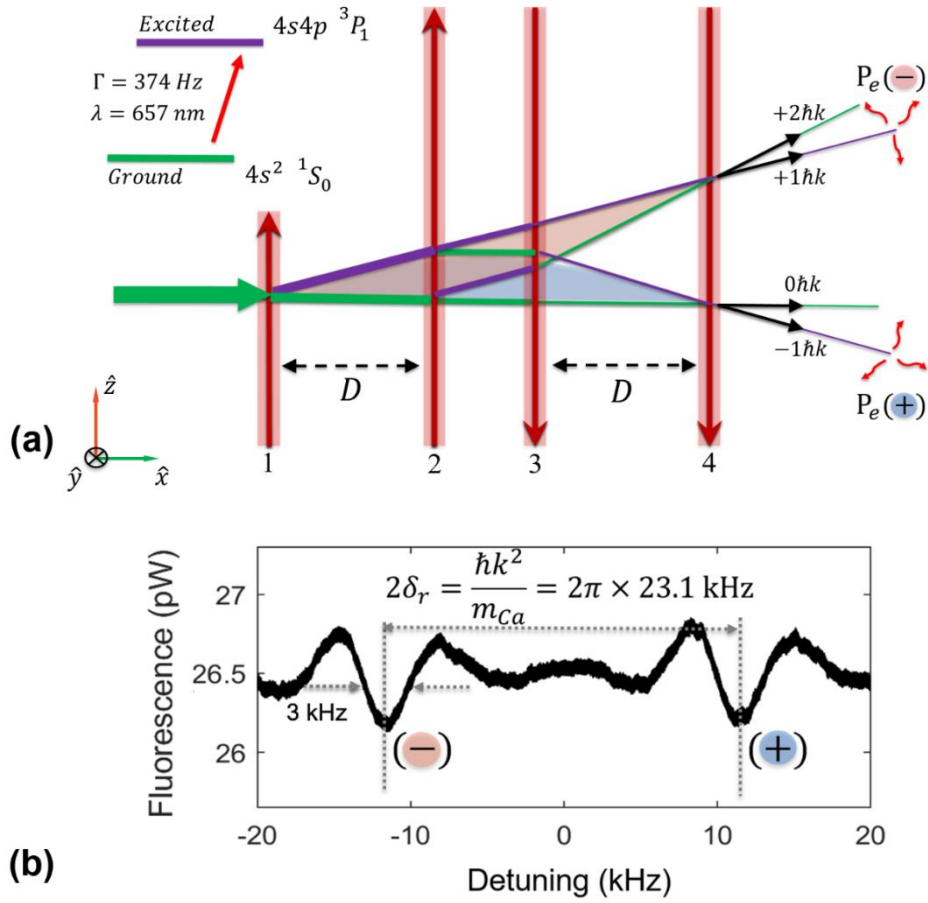 Excited 4s4p ³P₁
Γ = 374 Hz
λ = 657 nm
Ground 4s² ¹S₀
Pₑ(−)
+2ħk
+1ħk
0ħk
−1ħk
Pₑ(+)
D
D
ẑ
ŷ
x̂
(a)
1 2 3 4
27
26.5
26
Fluorescence (pW)
2δᵣ = ħk²/m_Ca = 2π × 23.1 kHz
3 kHz
(−)
(+)
-20 -10 0 10 20
Detuning (kHz)
(b)